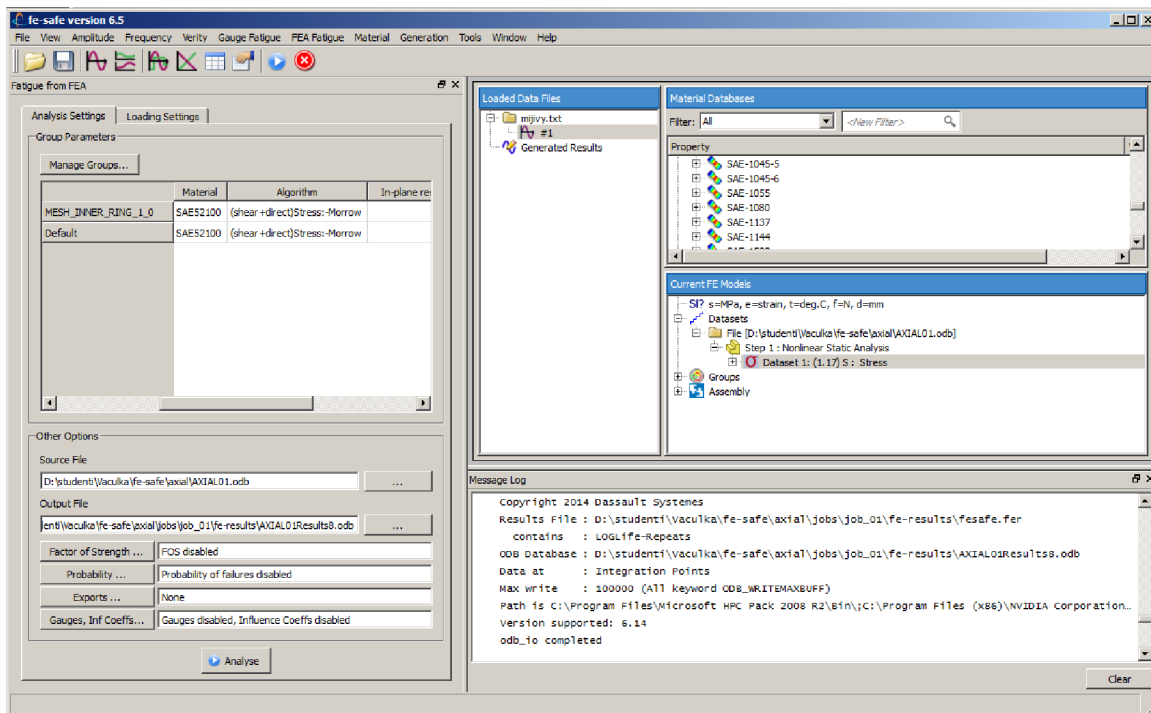 fe-safe version 6.5
File View Amplitude Frequency Verity Gauge Fatigue FEA Fatigue Material Generation Tools Window Help
Fatigue from FEA
Analysis Settings Loading Settings
Group Parameters
Manage Groups...
Material Algorithm In-plane re
MESH_INNER_RING_1_0 SAE52100 (shear+direct)Stress:-Morrow
Default SAE52100 (shear+direct)Stress:-Morrow
Other Options
Source File
D:\studenti\Vaculka\fe-safe\axial\AXIAL01.odb ...
Output File
denti\Vaculka\fe-safe\axial\jobs\job_01\fe-results\AXIAL01Results8.odb ...
Factor of Strength ... FOS disabled
Probability ... Probability of failures disabled
Exports ... None
Gauges, Inf Coeffs... Gauges disabled, Influence Coeffs disabled
Analyse
Loaded Data Files
mijivy.txt
#1
Generated Results
Material Databases
Filter: All <New Filter>
Property
SAE-1045-5
SAE-1045-6
SAE-1055
SAE-1080
SAE-1137
SAE-1144
Current FE Models
SI? s=MPa, e=strain, t=deg.C, f=N, d=mm
Datasets
File [D:\studenti\Vaculka\fe-safe\axial\AXIAL01.odb]
Step 1 : Nonlinear Static Analysis
Dataset 1: (1.17) S : Stress
Groups
Assembly
Message Log
Copyright 2014 Dassault Systemes
Results File : D:\studenti\Vaculka\fe-safe\axial\jobs\job_01\fe-results\fesafe.fer
contains : LOGLife-Repeats
ODB Database : D:\studenti\Vaculka\fe-safe\axial\jobs\job_01\fe-results\AXIAL01Results8.odb
Data at : Integration Points
Max write : 100000 (All keyword ODB_WRITEMAXBUFF)
Path is C:\Program Files\Microsoft HPC Pack 2008 R2\Bin\;C:\Program Files (x86)\NVIDIA Corporation...
Version supported: 6.14
odb_io completed
Clear